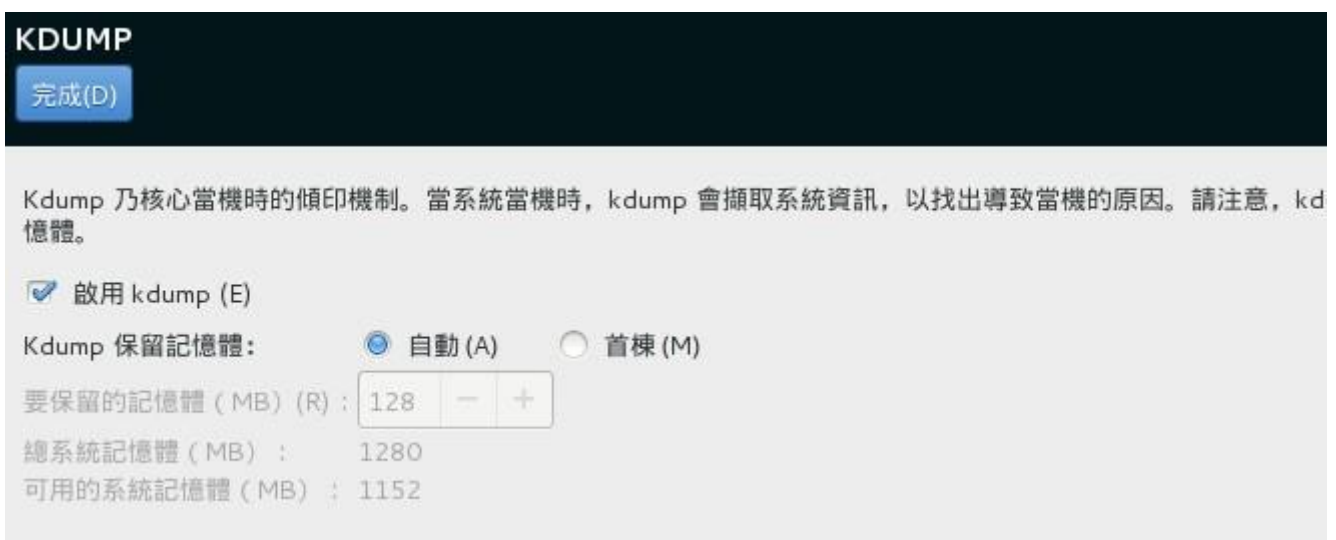 KDUMP
完成(D)
Kdump 乃核心當機時的傾印機制。當系統當機時，kdump 會擷取系統資訊，以找出導致當機的原因。請注意，kd
憶體。
啟用 kdump (E)
Kdump 保留記憶體： 自動 (A) 首棟 (M)
要保留的記憶體（MB）(R)： 128 − +
總系統記憶體（MB）： 1280
可用的系統記憶體（MB）： 1152